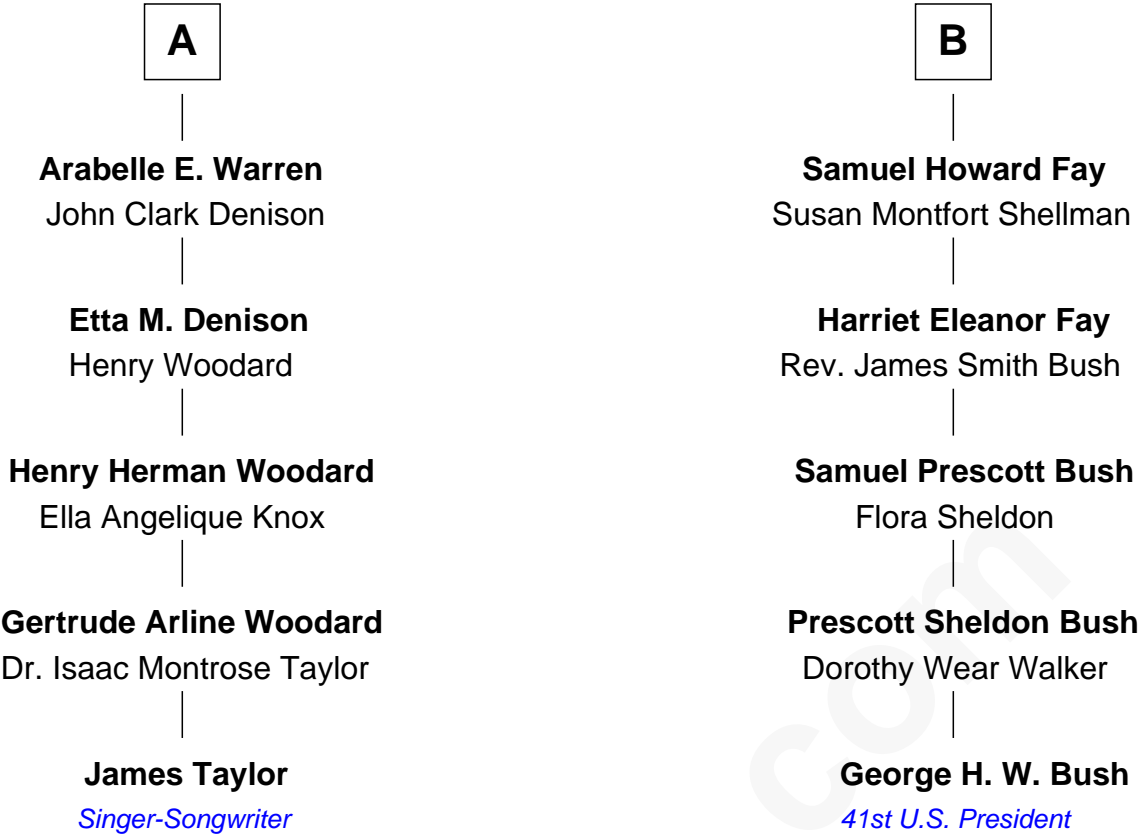 A
Arabelle E. Warren
John Clark Denison
Etta M. Denison
Henry Woodard
Henry Herman Woodard
Ella Angelique Knox
Gertrude Arline Woodard
Dr. Isaac Montrose Taylor
James Taylor
Singer-Songwriter
B
Samuel Howard Fay
Susan Montfort Shellman
Harriet Eleanor Fay
Rev. James Smith Bush
Samuel Prescott Bush
Flora Sheldon
Prescott Sheldon Bush
Dorothy Wear Walker
George H. W. Bush
41st U.S. President
com